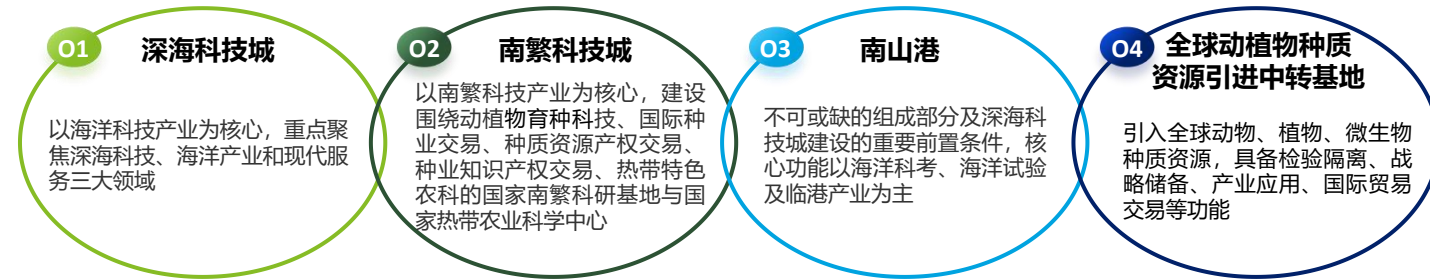 01
深海科技城
以海洋科技产业为核心，重点聚
焦深海科技、海洋产业和现代服
务三大领域
02
南繁科技城
以南繁科技产业为核心，建设
围绕动植物育种科技、国际种
业交易、种质资源产权交易、
种业知识产权交易、热带特色
农科的国家南繁科研基地与国
家热带农业科学中心
03
南山港
不可或缺的组成部分及深海科
技城建设的重要前置条件，核
心功能以海洋科考、海洋试验
及临港产业为主
04
全球动植物种质
资源引进中转基地
引入全球动物、植物、微生物
种质资源，具备检验隔离、战
略储备、产业应用、国际贸易
交易等功能